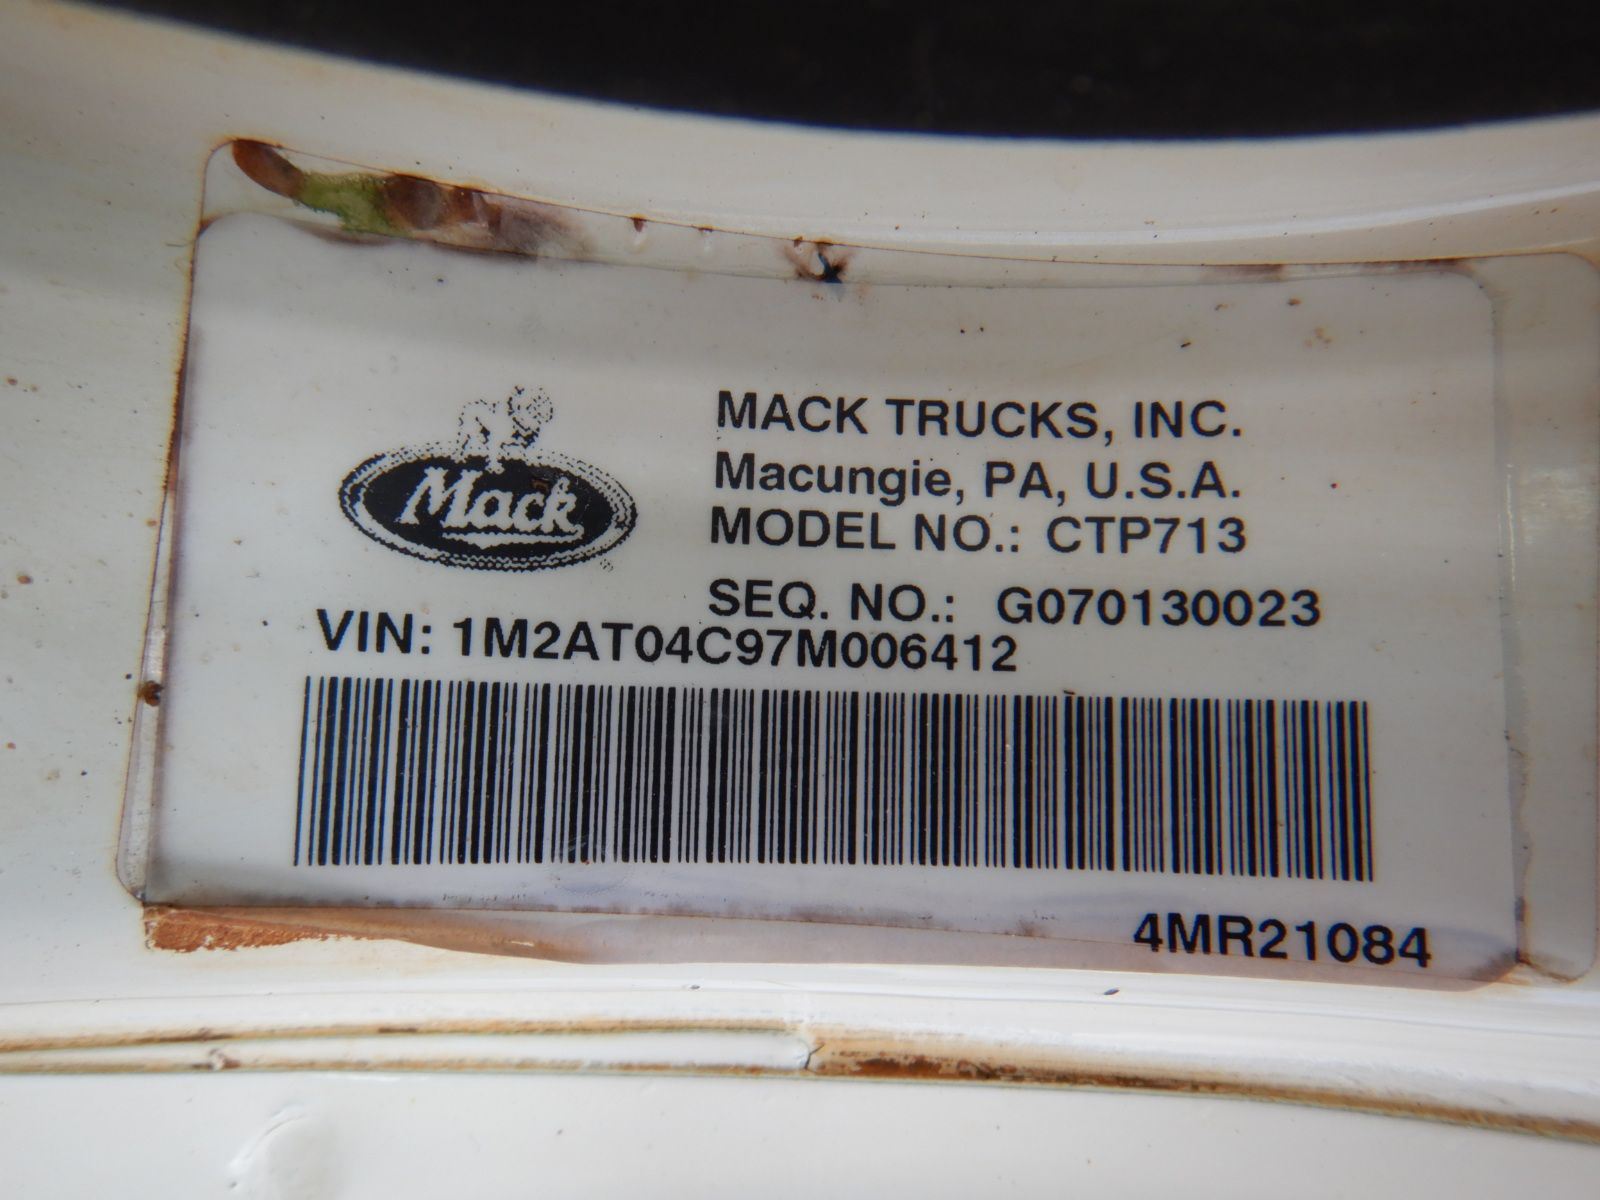 Mack
MACK TRUCKS, INC.
Macungie, PA, U.S.A.
MODEL NO.: CTP713
SEQ. NO.: G070130023
VIN: 1M2AT04C97M006412
4MR21084